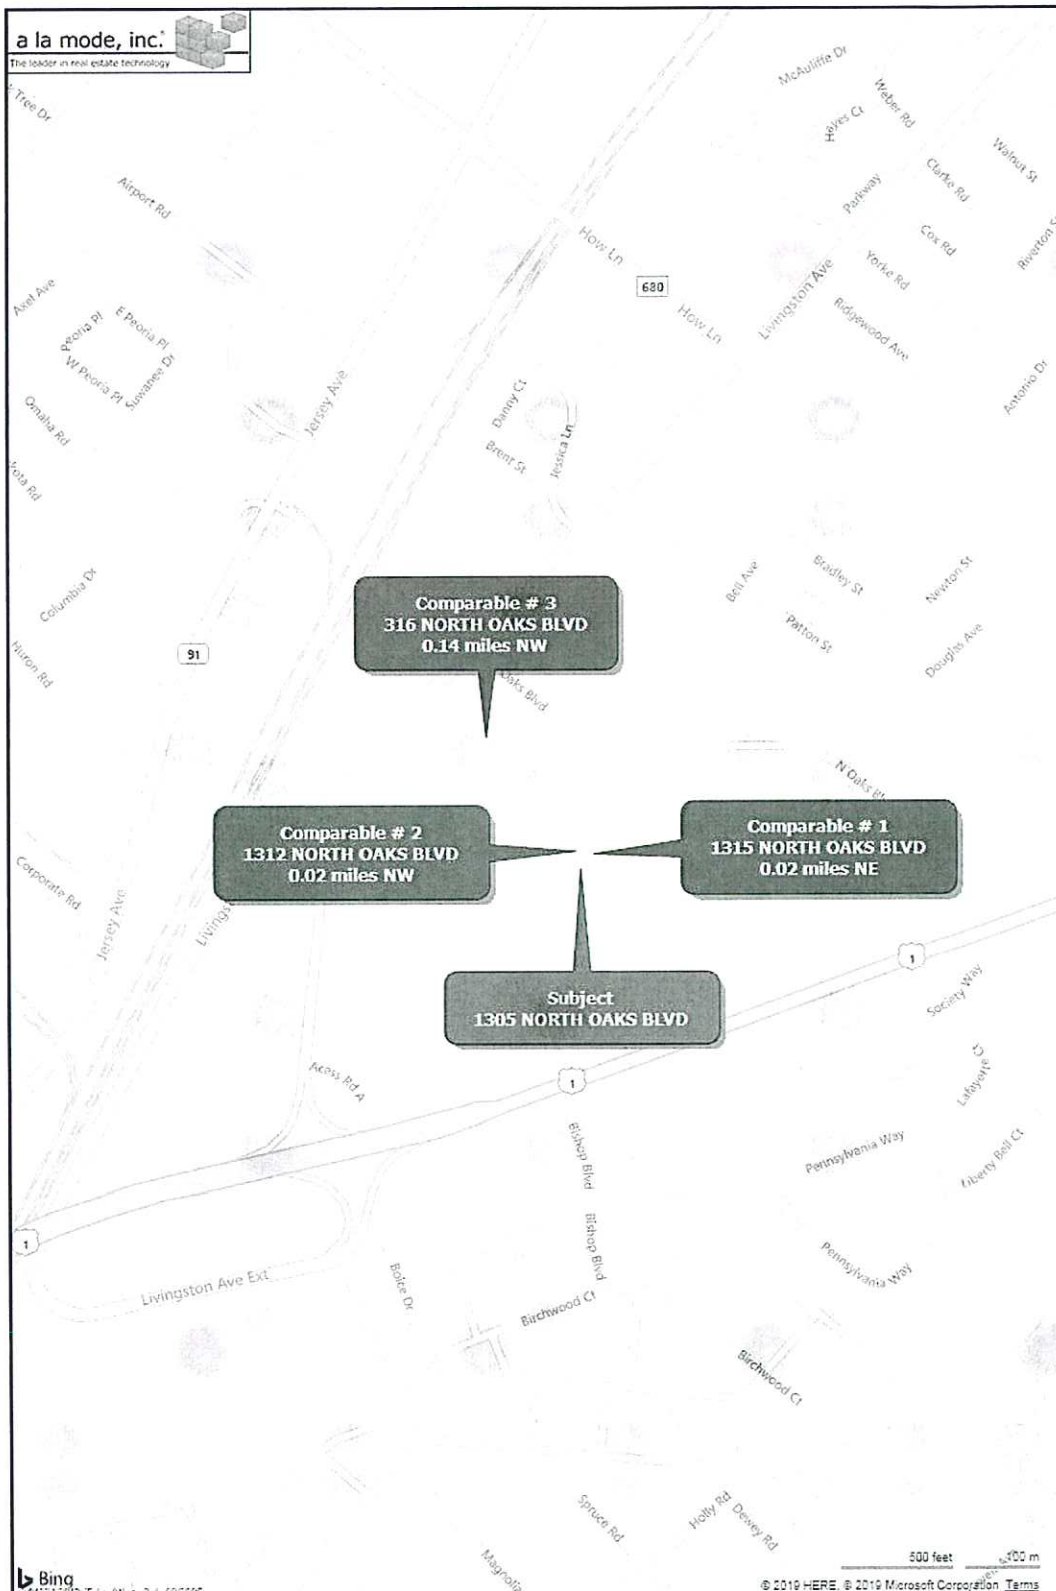 a la mode, inc.
The leader in real estate technology
Tree Dr
McAuliffe Dr
Weber Rd
Hayes Ct
Walnut St
Clarke Rd
Airport Rd
Parkway
Cox Rd
How Ln
Yorke Rd
Axel Ave
680
Livingston Ave
How Ln
Ridgewood Ave
Peoria Pl
E Peoria Pl
W Peoria Pl
Suwanee Dr
Jersey Ave
Danny Ct
Antonio Dr
Omaha Rd
Brent St
Jessica Ln
Columbia Dr
Bell Ave
Bradley St
Newton St
Comparable # 3
316 NORTH OAKS BLVD
0.14 miles NW
Patton St
Douglas Ave
91
Huron Rd
Oaks Blvd
N Oaks
Comparable # 2
1312 NORTH OAKS BLVD
0.02 miles NW
Comparable # 1
1315 NORTH OAKS BLVD
0.02 miles NE
Corporate Rd
Jersey Ave
1
Subject
1305 NORTH OAKS BLVD
Society Way
Acess Rd A
1
Lafayette Ct
Bishop Blvd
Pennsylvania Way
Liberty Bell Ct
1
Bishop Blvd
Livingston Ave Ext
Boice Dr
Pennsylvania Way
Birchwood Ct
Birchwood Ct
Spruce Rd
Holly Rd
Dewey Rd
500 feet
100 m
Bing
© 2019 HERE, © 2019 Microsoft Corporation Terms